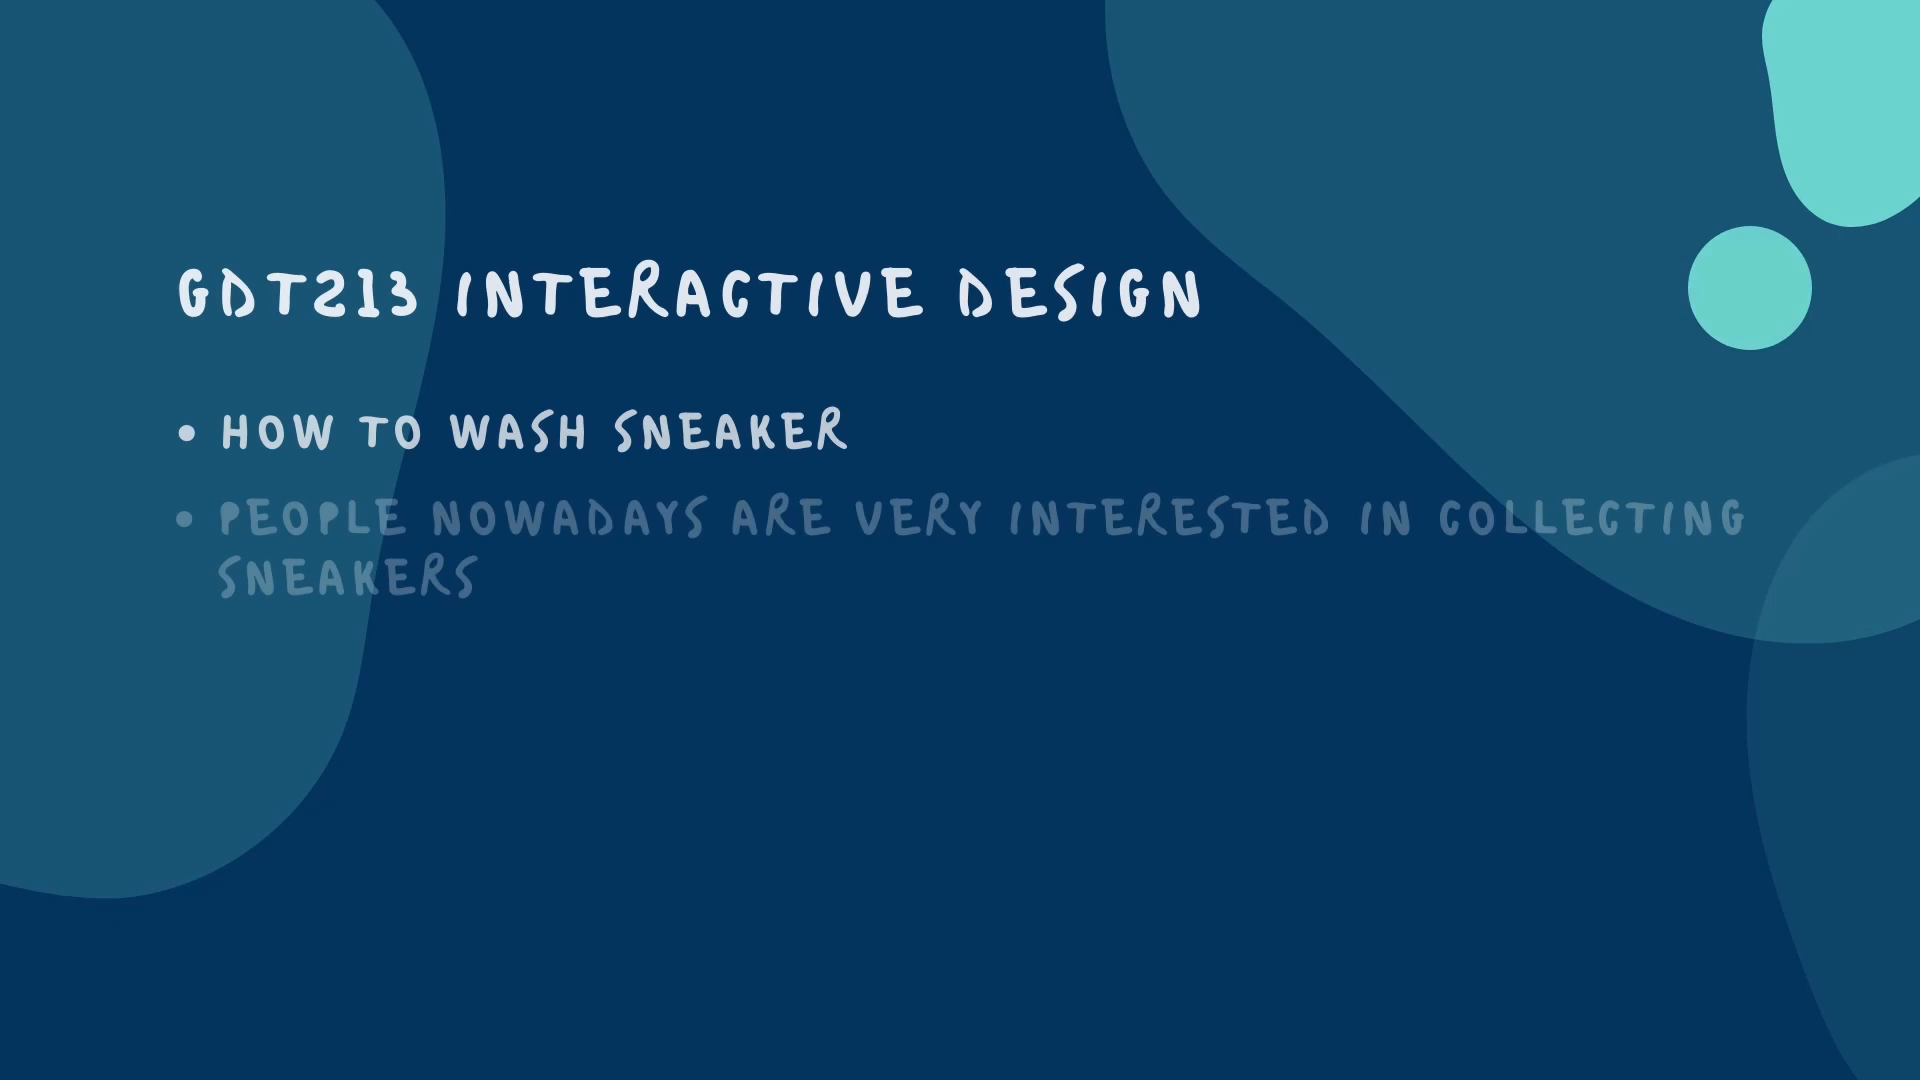 GDT213 INTERACTIVE DESIGN
• HOW TO WASH SNEAKER
• PEOPLE NOWADAYS ARE VERY INTERESTED IN COLLECTING
SNEAKERS